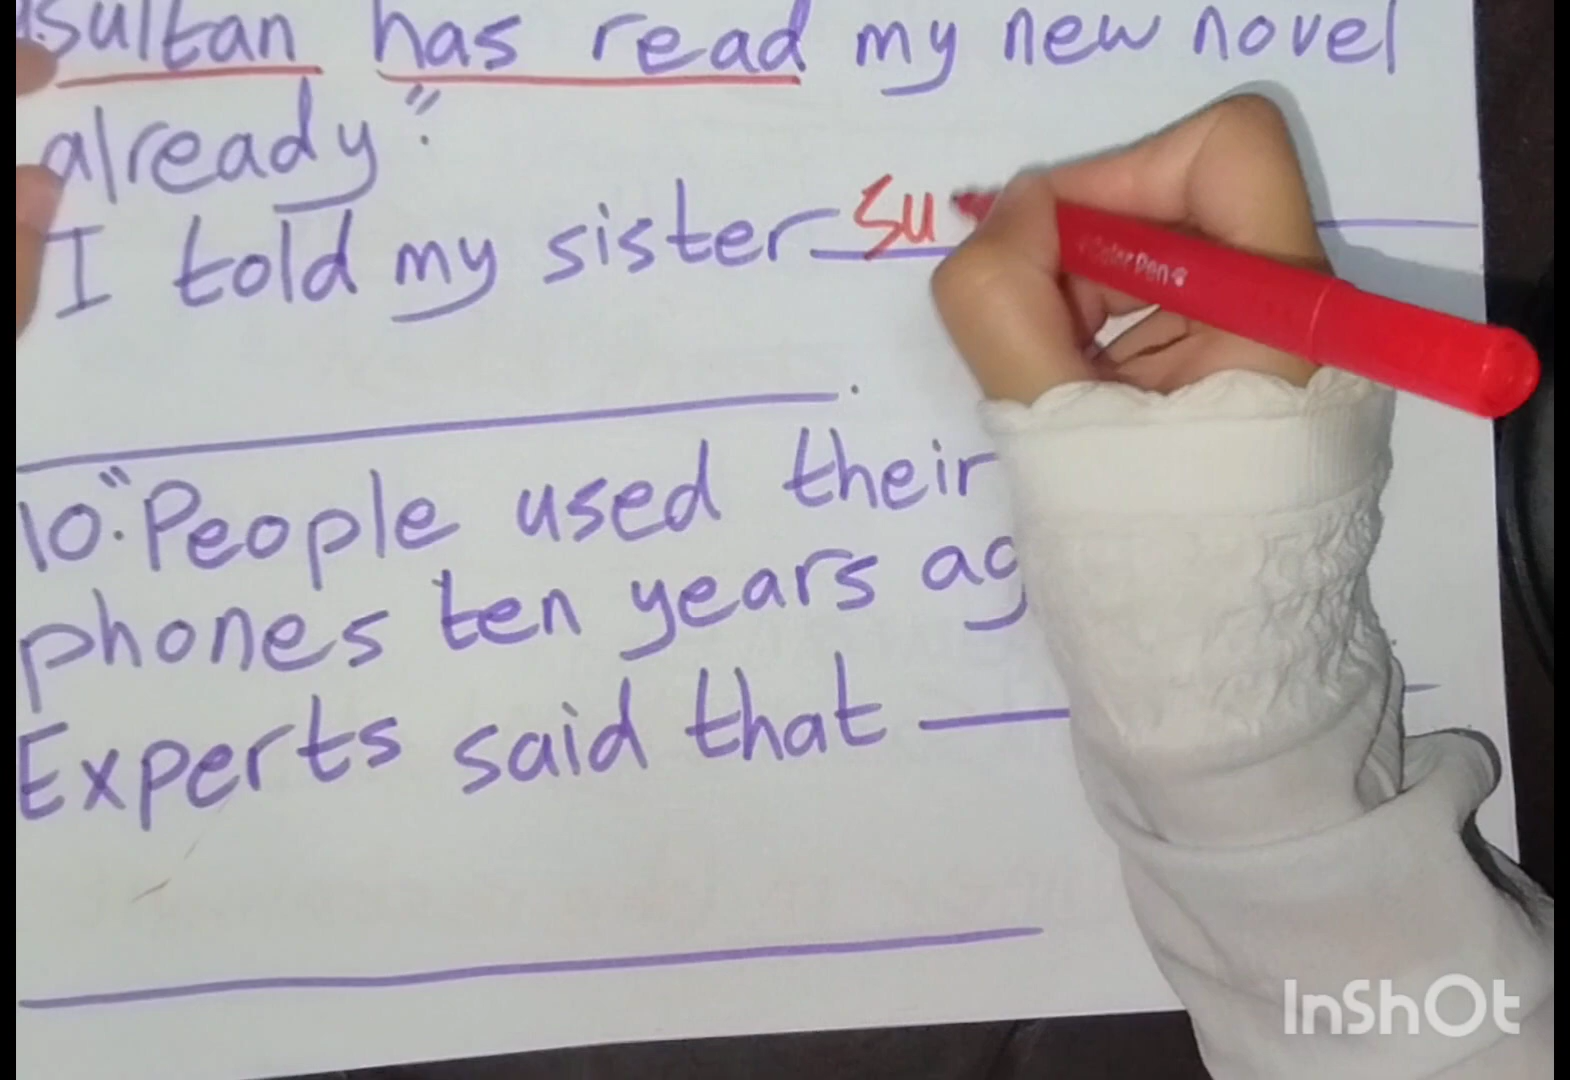 sultan has read my new novel
already".
I told my sister su
10."People used their
phones ten years ag
Experts said that
Color Pen
InShOt